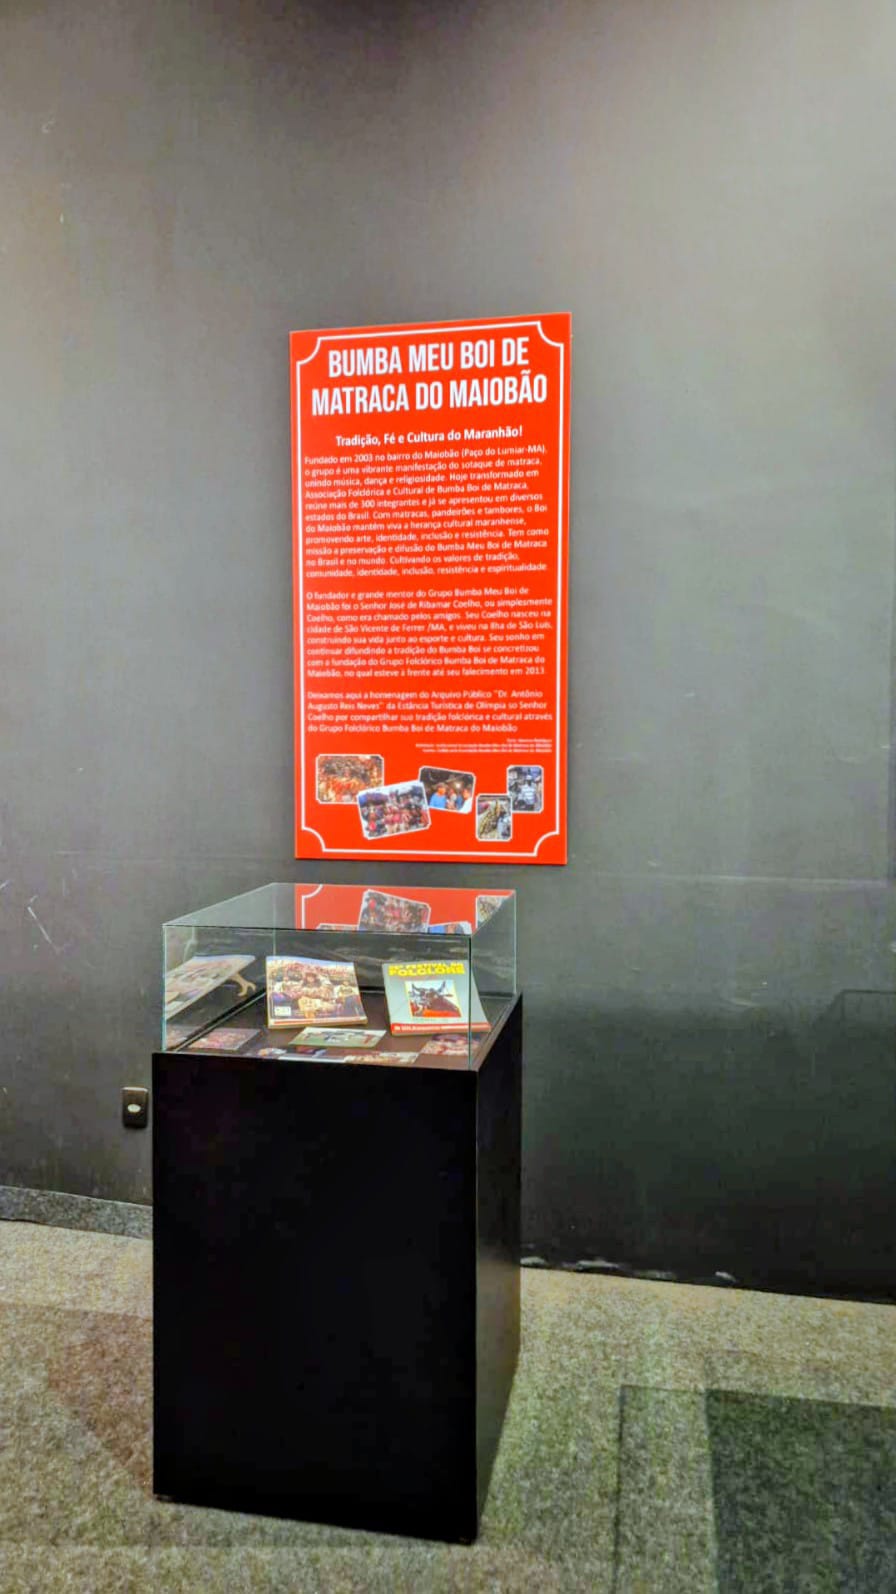 BUMBA MEU BOI DE
MATRACA DO MAIOBÃO
Tradição, Fé e Cultura do Maranhão!
Fundado em 2003 no bairro do Maiobão (Paço do Lumiar-MA),
o grupo é uma vibrante manifestação do sotaque de matraca,
unindo música, dança e religiosidade. Hoje transformado em
Associação Folclórica e Cultural de Bumba Boi de Matraca,
reúne mais de 300 integrantes e já se apresentou em diversos
estados do Brasil. Com matracas, pandeirões e tambores, o Boi
do Maiobão mantém viva a herança cultural maranhense,
promovendo arte, identidade, inclusão e resistência. Tem como
missão a preservação e difusão do Bumba Meu Boi de Matraca
no Brasil e no mundo. Cultivando os valores de tradição,
comunidade, identidade, inclusão, resistência e espiritualidade.
O fundador e grande mentor do Grupo Bumba Meu Boi de
Maiobão foi o Senhor José de Ribamar Coelho, ou simplesmente
Coelho, como era chamado pelos amigos. Seu Coelho nasceu na
cidade de São Vicente de Ferrer /MA, e viveu na Ilha de São Luís,
construindo sua vida junto ao esporte e cultura. Seu sonho em
continuar difundindo a tradição do Bumba Boi se concretizou
com a fundação do Grupo Folclórico Bumba Boi de Matraca do
Maiobão, no qual esteve à frente até seu falecimento em 2013.
Deixamos aqui a homenagem do Arquivo Público "Dr. Antônio
Augusto Reis Neves" da Estância Turística de Olímpia ao Senhor
Coelho por compartilhar sua tradição folclórica e cultural através
do Grupo Folclórico Bumba Boi de Matraca do Maiobão
FESTIVAL DO
FOLCLORE